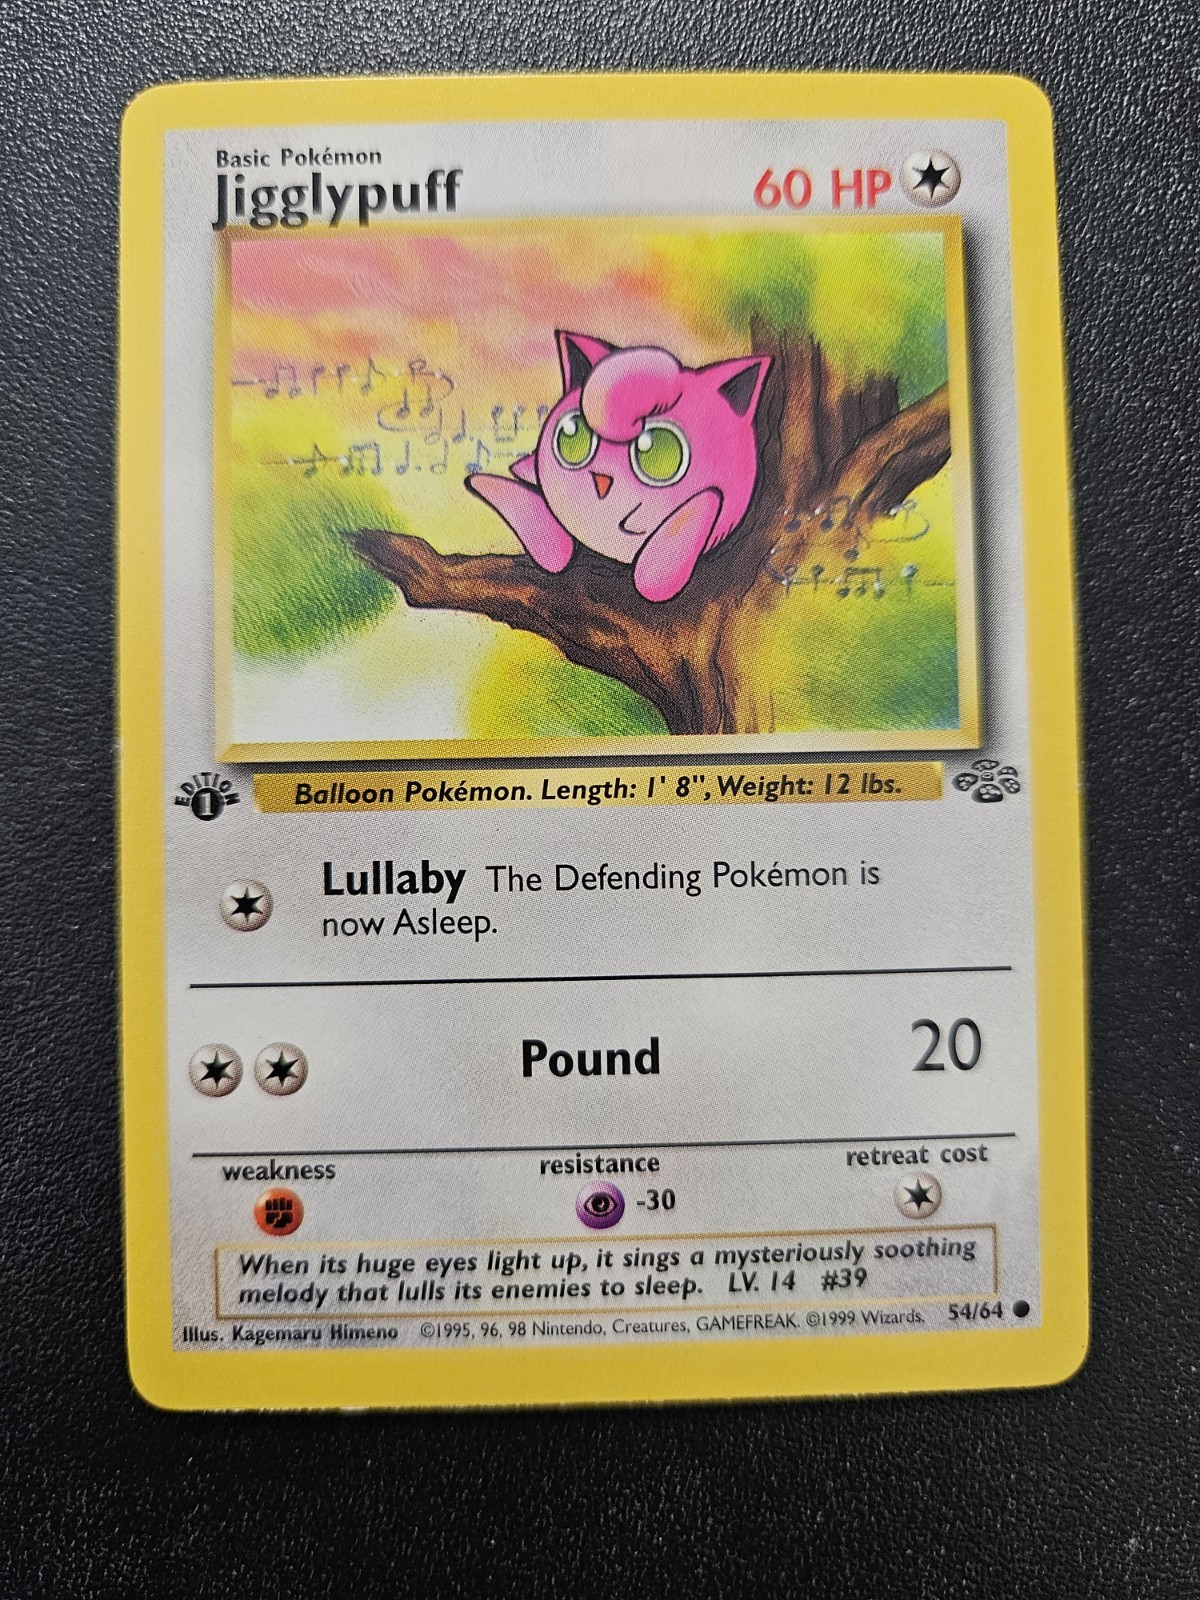 Basic Pokémon
Jigglypuff
60 HP
EDITION
1
Balloon Pokémon. Length: 1' 8", Weight: 12 lbs.
Lullaby The Defending Pokémon is
now Asleep.
Pound 20
weakness resistance retreat cost
-30
When its huge eyes light up, it sings a mysteriously soothing
melody that lulls its enemies to sleep. LV. 14 #39
Illus. Kagemaru Himeno ©1995, 96, 98 Nintendo, Creatures, GAMEFREAK. ©1999 Wizards. 54/64